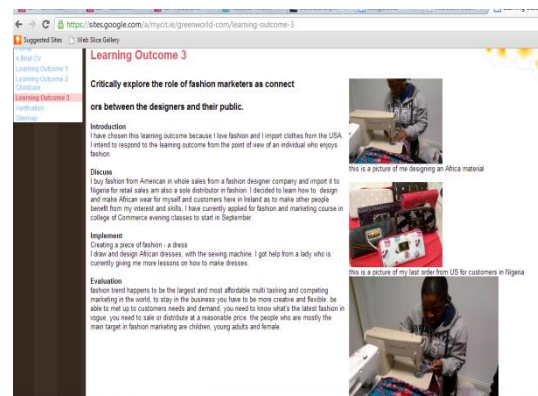 https://sites.google.com/a/mycit.ie/greenworld-com/learning-outcome-3
Suggested Sites
Web Slice Gallery
A Brief CV
Learning Outcome 1
Learning Outcome 2
Childcare
Learning Outcome 3
Verification
Sitemap
Learning Outcome 3
Critically explore the role of fashion marketers as connect
ors between the designers and their public.
Introduction
I have chosen this learning outcome because I love fashion and I import clothes from the USA.
I intend to respond to the learning outcome from the point of view of an individual who enjoys
fashion.
Discuss
I buy fashion from American in whole sales from a fashion designer company and import it to
Nigeria for retail sales am also a sole distributor in fashion. I decided to learn how to design
and make African wear for myself and customers here in Ireland as to make other people
benefit from my interest and skills, I have currently applied for fashion and marketing course in
college of Commerce evening classes to start in September.
Implement
Creating a piece of fashion - a dress
I draw and design African dresses, with the sewing machine. I got help from a lady who is
currently giving me more lessons on how to make dresses.
Evaluation
fashion trend happens to be the largest and most affordable multi tasking and competing
marketing in the world, to stay in the business you have to be more creative and flexible. be
able to met up to customers needs and demand, you need to know what's the latest fashion in
vogue, you need to sale or distribute at a reasonable price. the people who are mostly the
main target in fashion marketing are children, young adults and female.
this is a picture of me designing an Africa material
this is a picture of my last order from US for customers in Nigeria